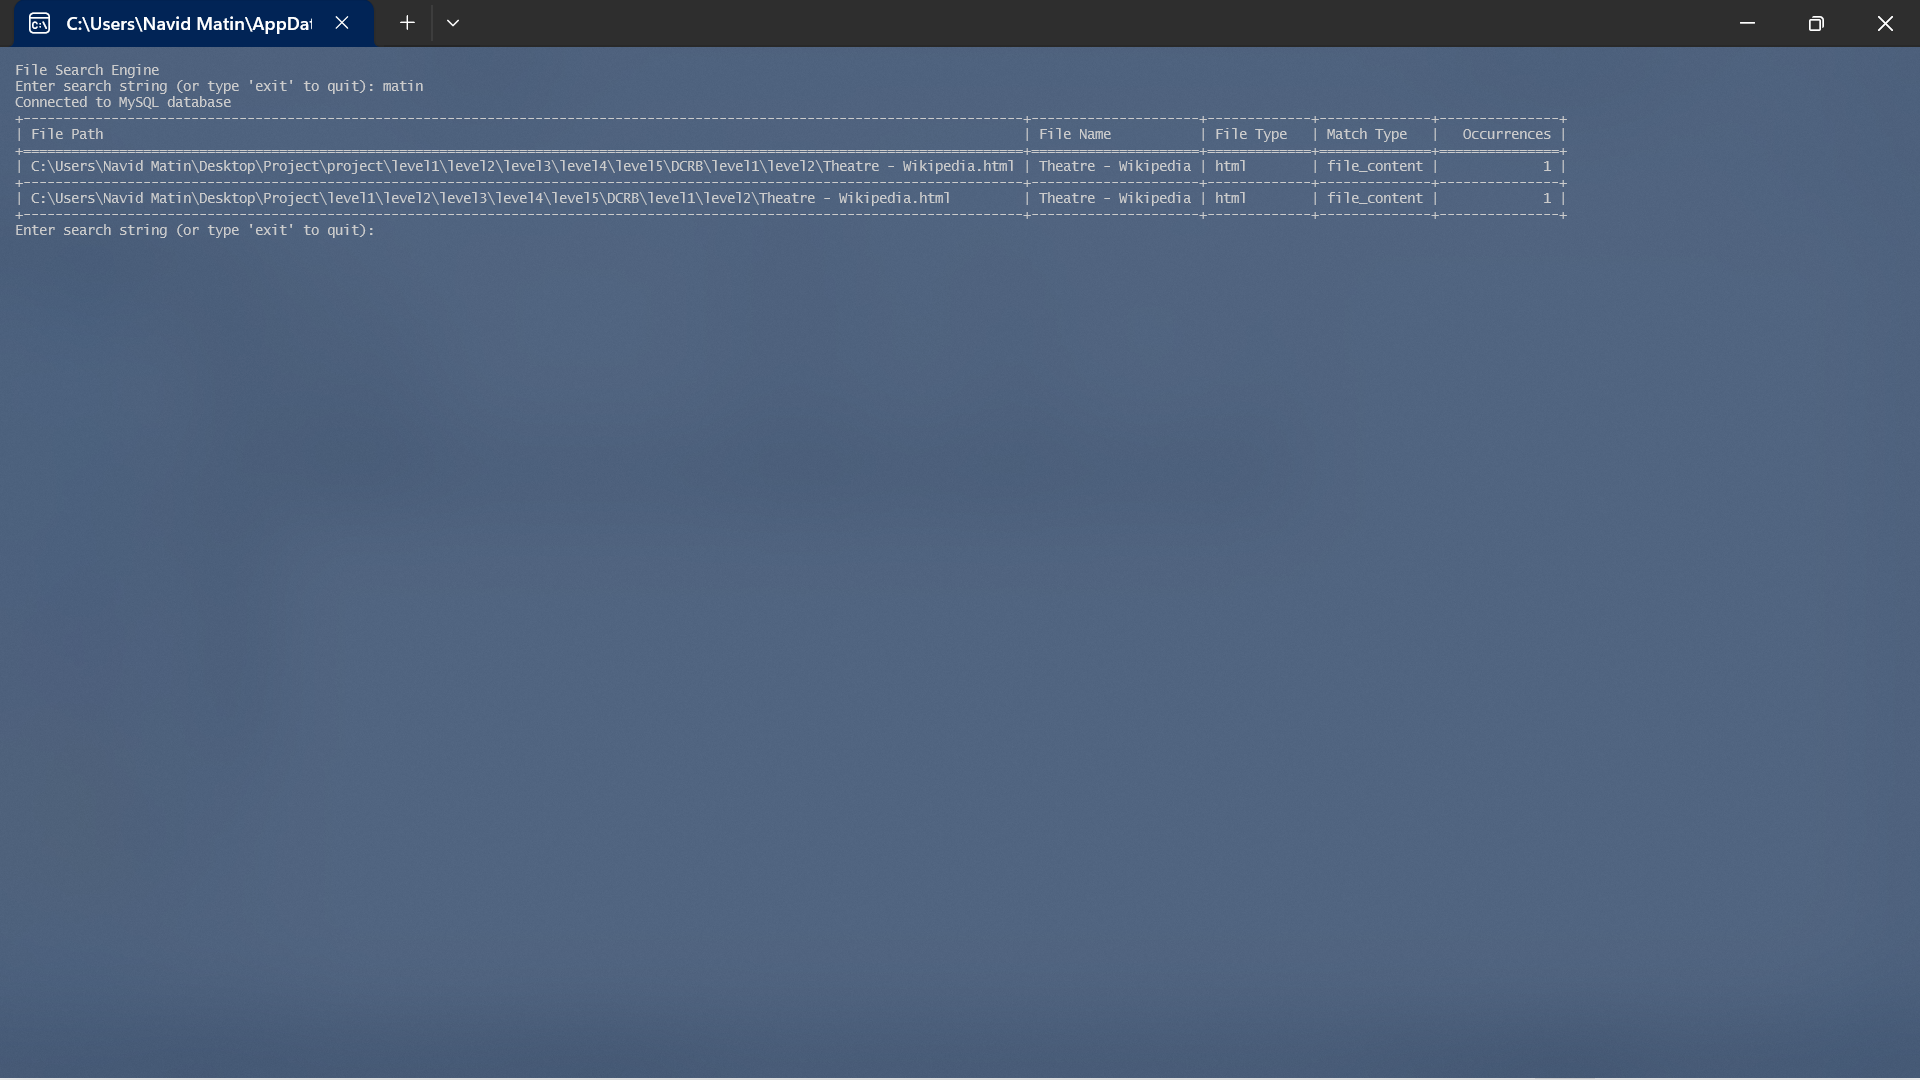 C:\Users\Navid Matin\AppDat
File Search Engine
Enter search string (or type 'exit' to quit): matin
Connected to MySQL database
| File Path | File Name | File Type | Match Type | Occurrences |
| C:\Users\Navid Matin\Desktop\Project\project\level1\level2\level3\level4\level5\DCRB\level1\level2\Theatre - Wikipedia.html | Theatre - Wikipedia | html | file_content | 1 |
| C:\Users\Navid Matin\Desktop\Project\level1\level2\level3\level4\level5\DCRB\level1\level2\Theatre - Wikipedia.html | Theatre - Wikipedia | html | file_content | 1 |
Enter search string (or type 'exit' to quit):